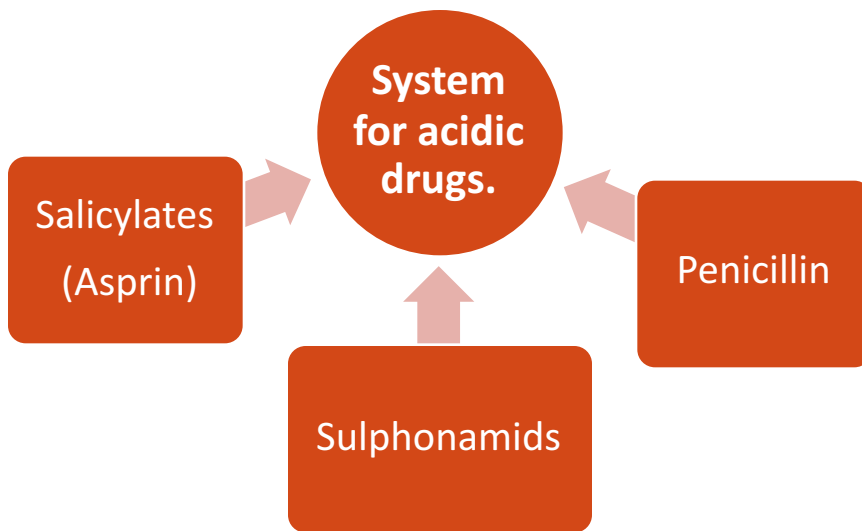 System
for acidic
drugs.
Salicylates
(Asprin)
Penicillin
Sulphonamids